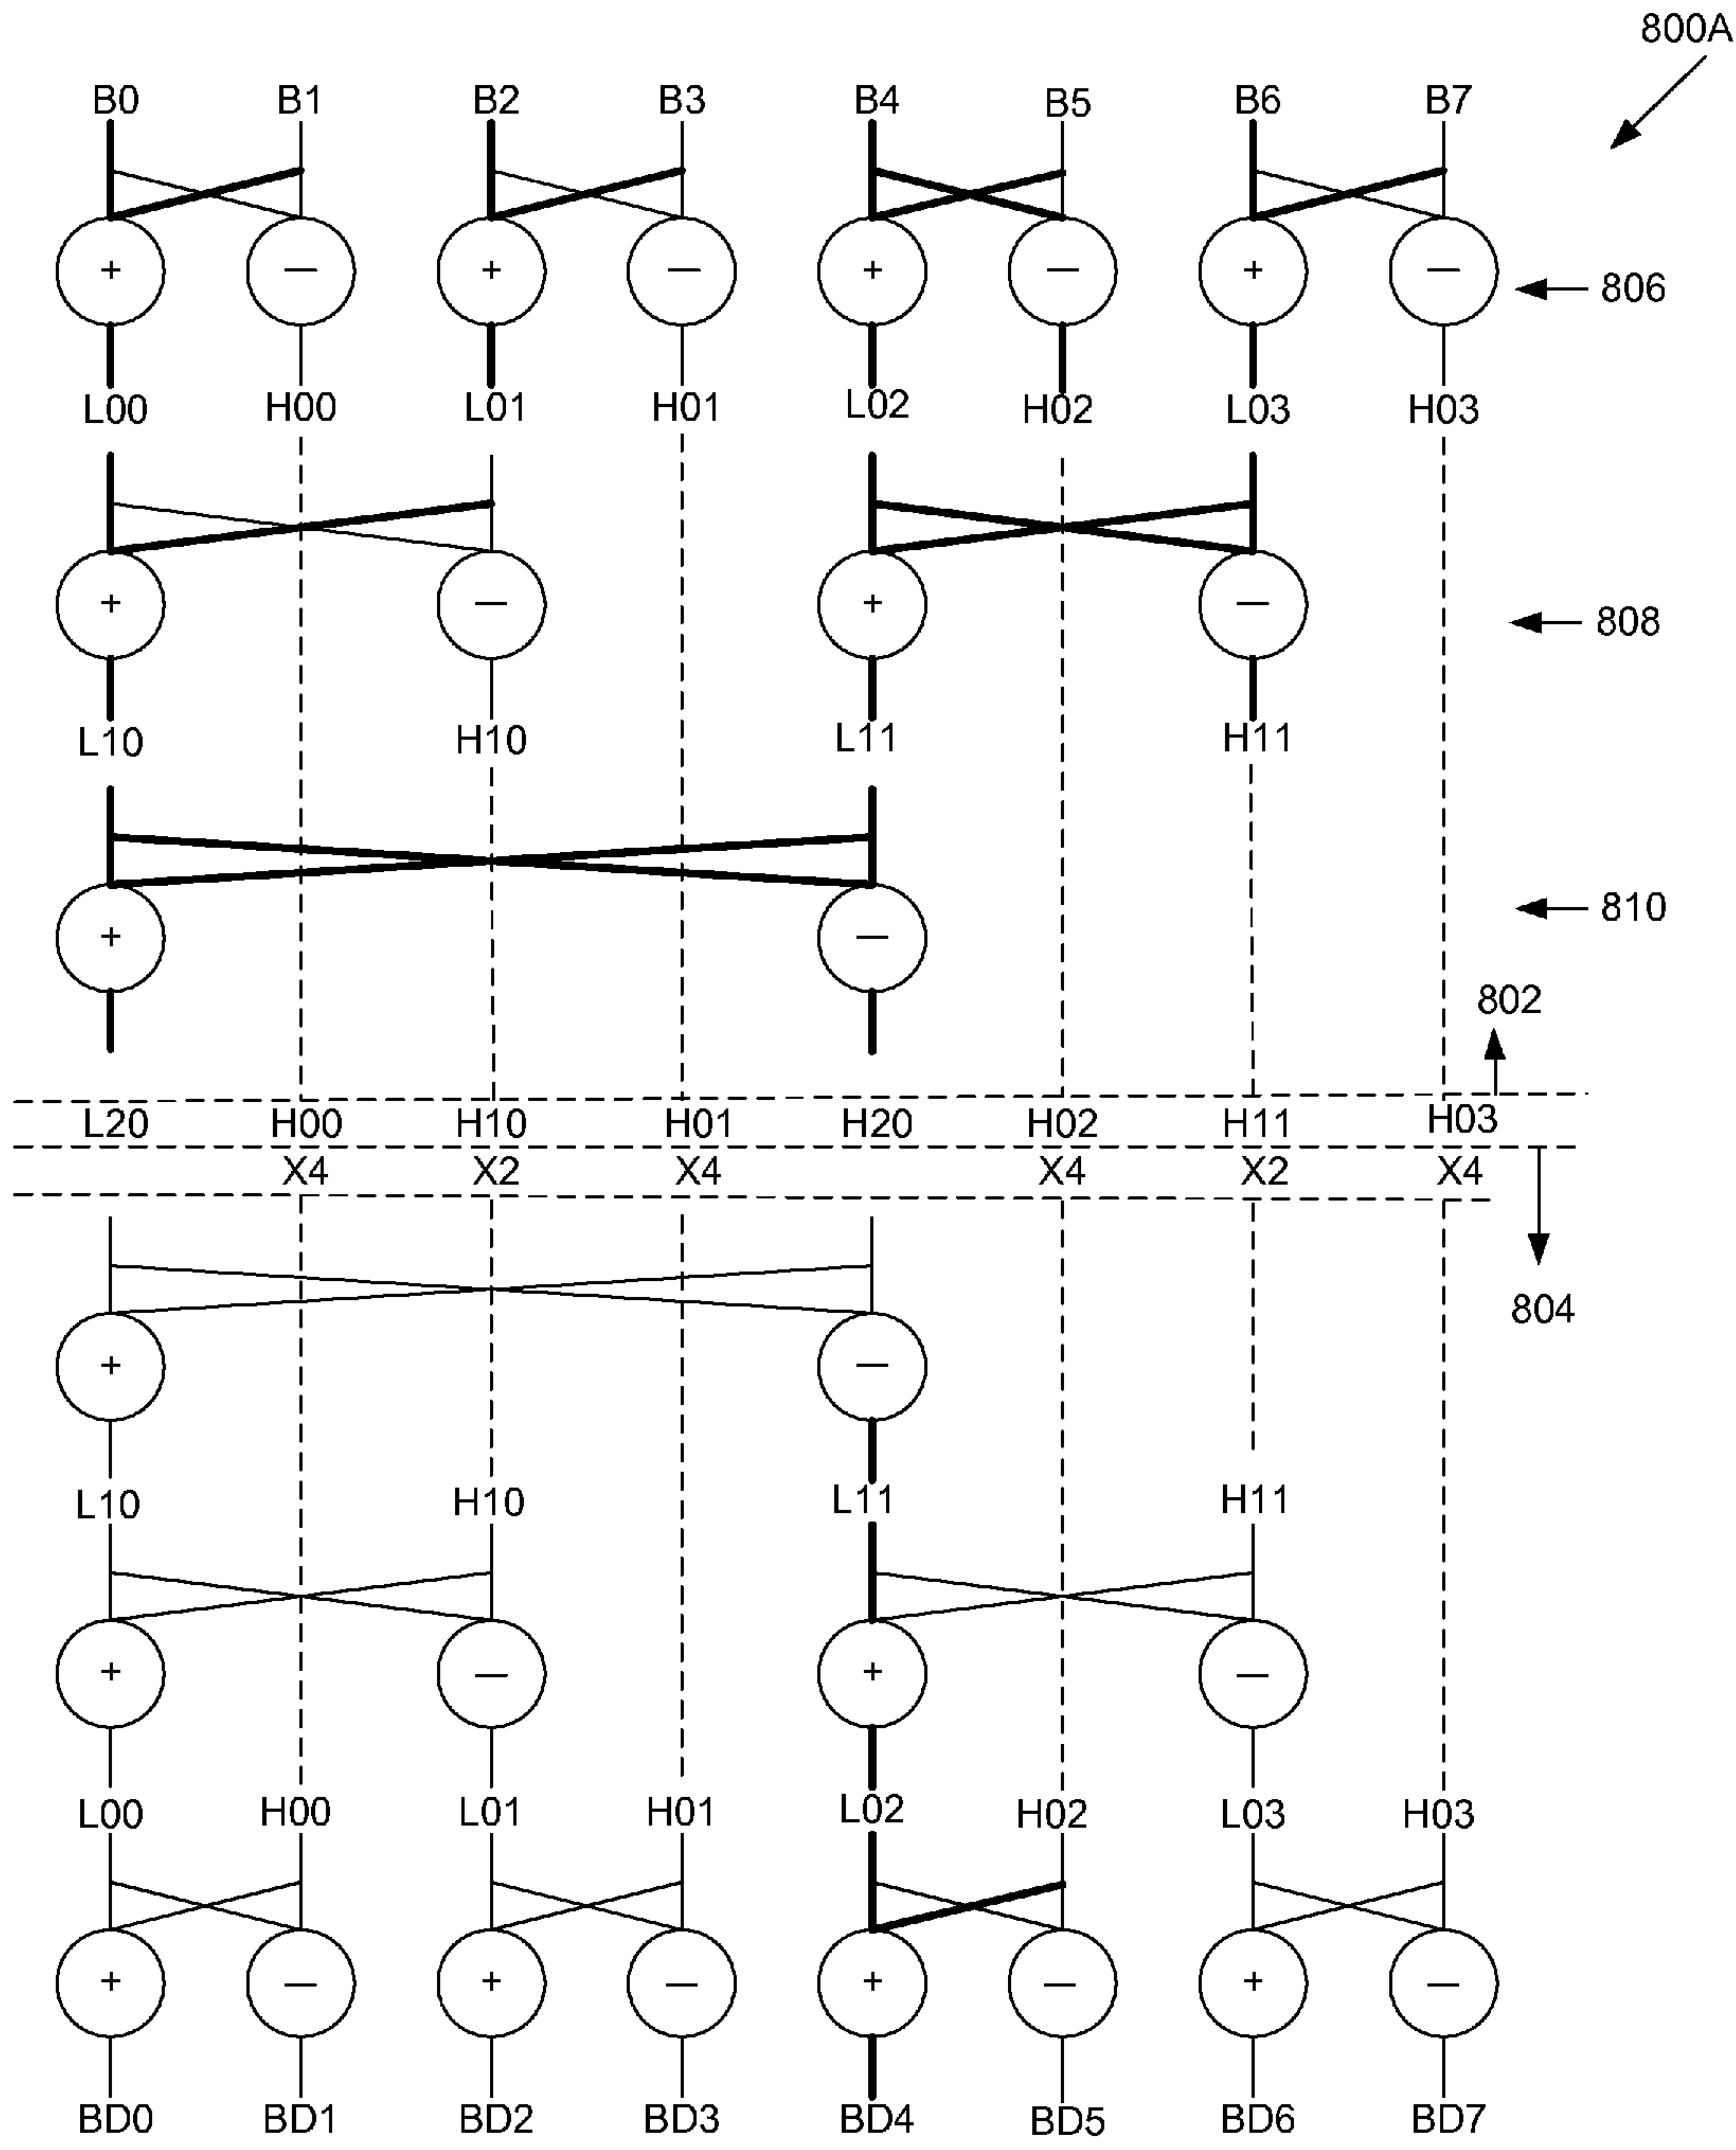 800A
B0 B1 B2 B3 B4 B5 B6 B7
+ — + — + — + —
806
L00 H00 L01 H01 L02 H02 L03 H03
+ — + —
808
L10 H10 L11 H11
+ —
810
802
L20 H00 H10 H01 H20 H02 H11 H03
X4 X2 X4 X4 X2 X4
804
+ —
L10 H10 L11 H11
+ — + —
L00 H00 L01 H01 L02 H02 L03 H03
+ — + — + — + —
BD0 BD1 BD2 BD3 BD4 BD5 BD6 BD7